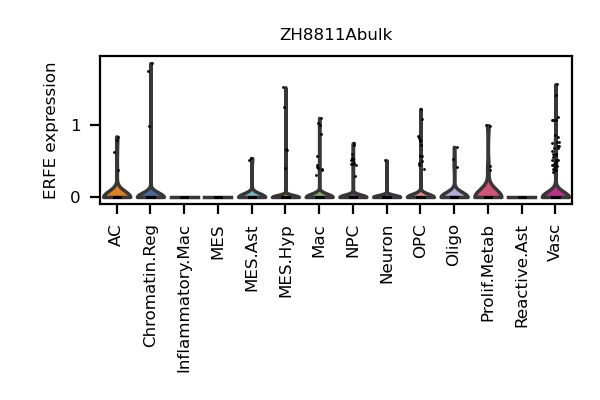 ZH8811Abulk
ERFE expression
1
0
AC
Chromatin.Reg
Inflammatory.Mac
MES
MES.Ast
MES.Hyp
Mac
NPC
Neuron
OPC
Oligo
Prolif.Metab
Reactive.Ast
Vasc